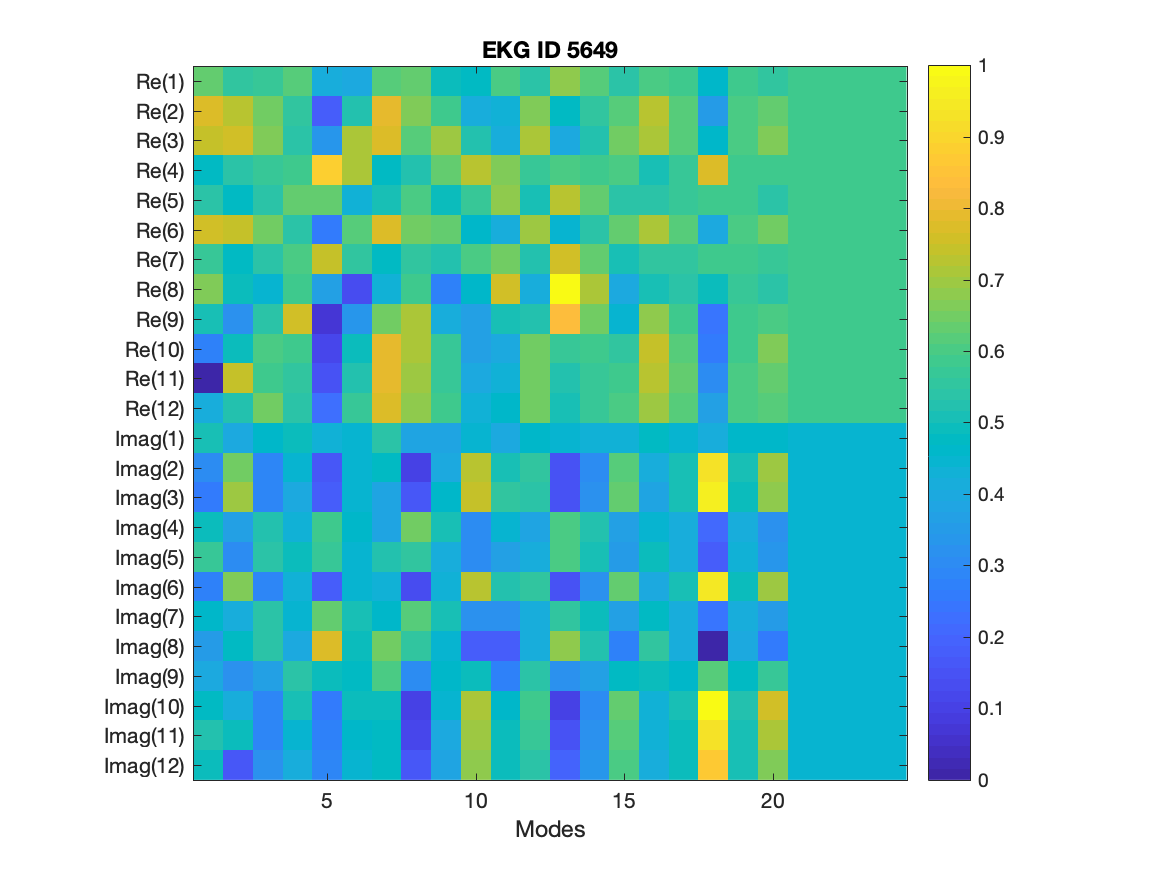 EKG ID 5649
Re(1)
Re(2)
Re(3)
Re(4)
Re(5)
Re(6)
Re(7)
Re(8)
Re(9)
Re(10)
Re(11)
Re(12)
Imag(1)
Imag(2)
Imag(3)
Imag(4)
Imag(5)
Imag(6)
Imag(7)
Imag(8)
Imag(9)
Imag(10)
Imag(11)
Imag(12)
5 10 15 20
Modes
1
0.9
0.8
0.7
0.6
0.5
0.4
0.3
0.2
0.1
0